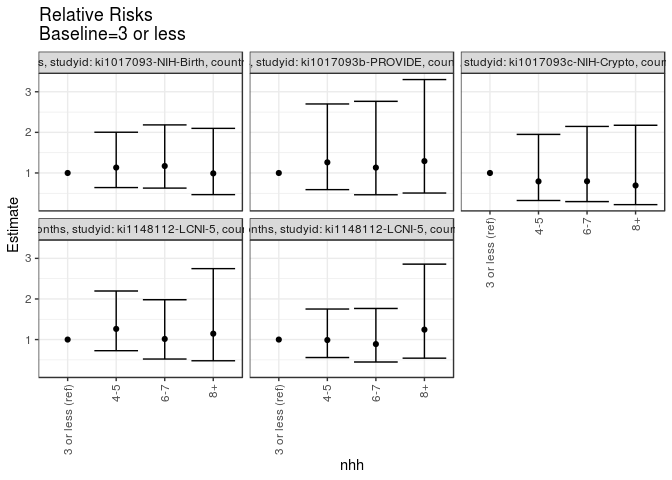 Relative Risks
Baseline=3 or less
s, studyid: ki1017093-NIH-Birth, countr
, studyid: ki1017093b-PROVIDE, coun
studyid: ki1017093c-NIH-Crypto, coun
3
2
1
onths, studyid: ki1148112-LCNI-5, coun
onths, studyid: ki1148112-LCNI-5, coun
3
2
1
Estimate
3 or less (ref)
4-5
6-7
8+
3 or less (ref)
4-5
6-7
8+
3 or less (ref)
4-5
6-7
8+
nhh